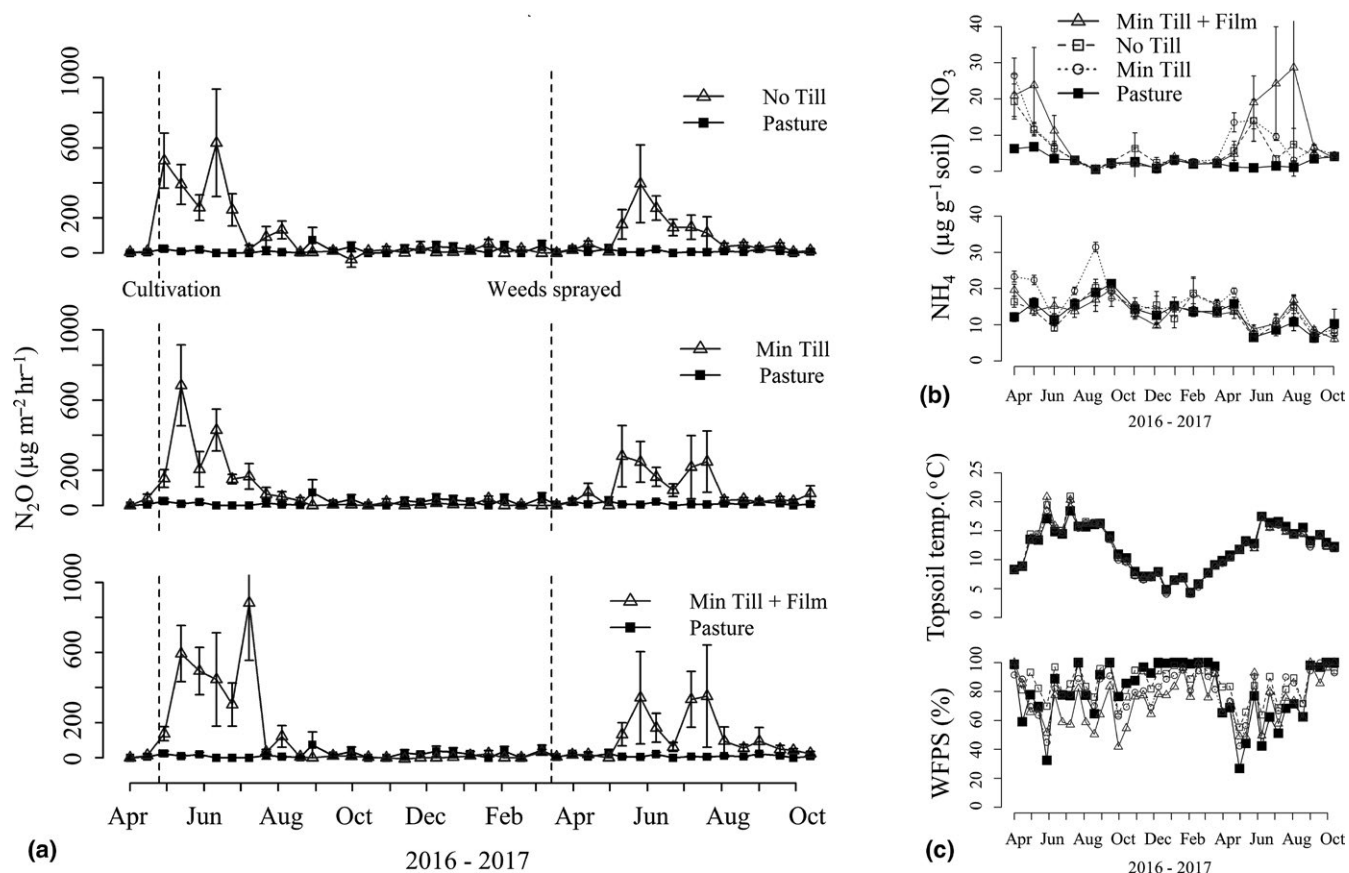 1000
600
400
200
0
No Till
Pasture
Cultivation
Weeds sprayed
N₂O (µg m⁻² hr⁻¹)
1000
600
400
200
0
Min Till
Pasture
1000
600
400
200
0
Min Till + Film
Pasture
Apr Jun Aug Oct Dec Feb Apr Jun Aug Oct
(a)
2016 - 2017
Min Till + Film
No Till
Min Till
Pasture
NH₄ (µg g⁻¹ soil) NO₃
40
30
20
10
0
40
30
20
10
0
Apr Jun Aug Oct Dec Feb Apr Jun Aug Oct
(b)
2016 - 2017
Topsoil temp.(°C)
25
20
15
10
5
0
WFPS (%)
100
80
60
40
20
0
Apr Jun Aug Oct Dec Feb Apr Jun Aug Oct
(c)
2016 - 2017